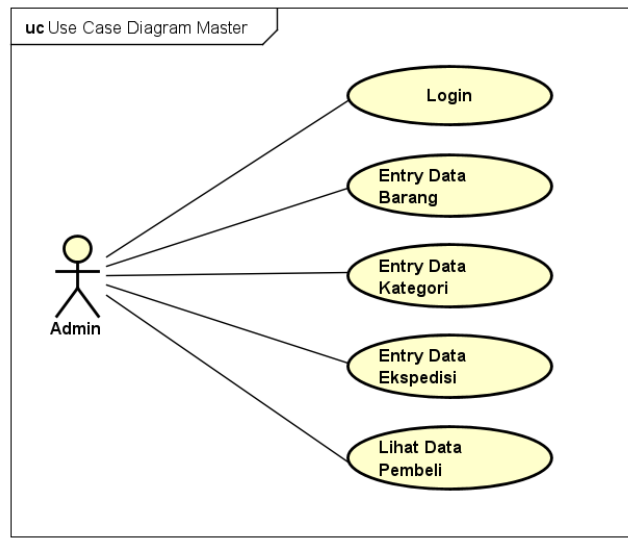 uc Use Case Diagram Master
Login
Entry Data
Barang
Entry Data
Kategori
Admin
Entry Data
Ekspedisi
Lihat Data
Pembeli